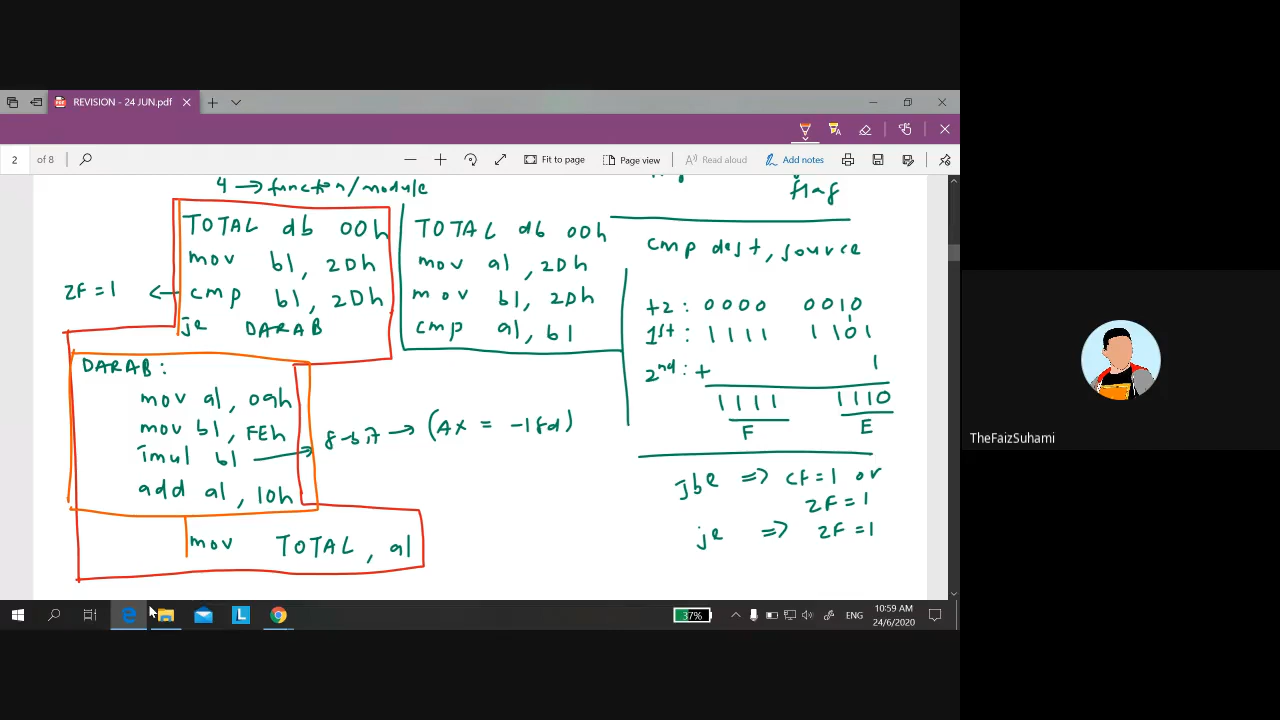 REVISION - 24 JUN.pdf
2 of 8
Fit to page
Page view
Read aloud
Add notes
4 → function/module
TOTAL db 00h
mov bl, 2Dh
ZF = 1 ← cmp bl, 2Dh
je DARAB
DARAB:
mov al, 09h
mov bl, FEh
imul bl → 8-bit → (AX = -18d)
add al, 10h
mov TOTAL, al
TOTAL db 00h
mov al, 2Dh
mov bl, 2Dh
cmp al, bl
flag
cmp dest, source
+2 : 0000 0010
1st : 1111 1101
2nd : + 1
1111 1110
F E
jbe => CF=1 or
ZF=1
je => ZF=1
TheFaizSuhami
37%
ENG
10:59 AM
24/6/2020